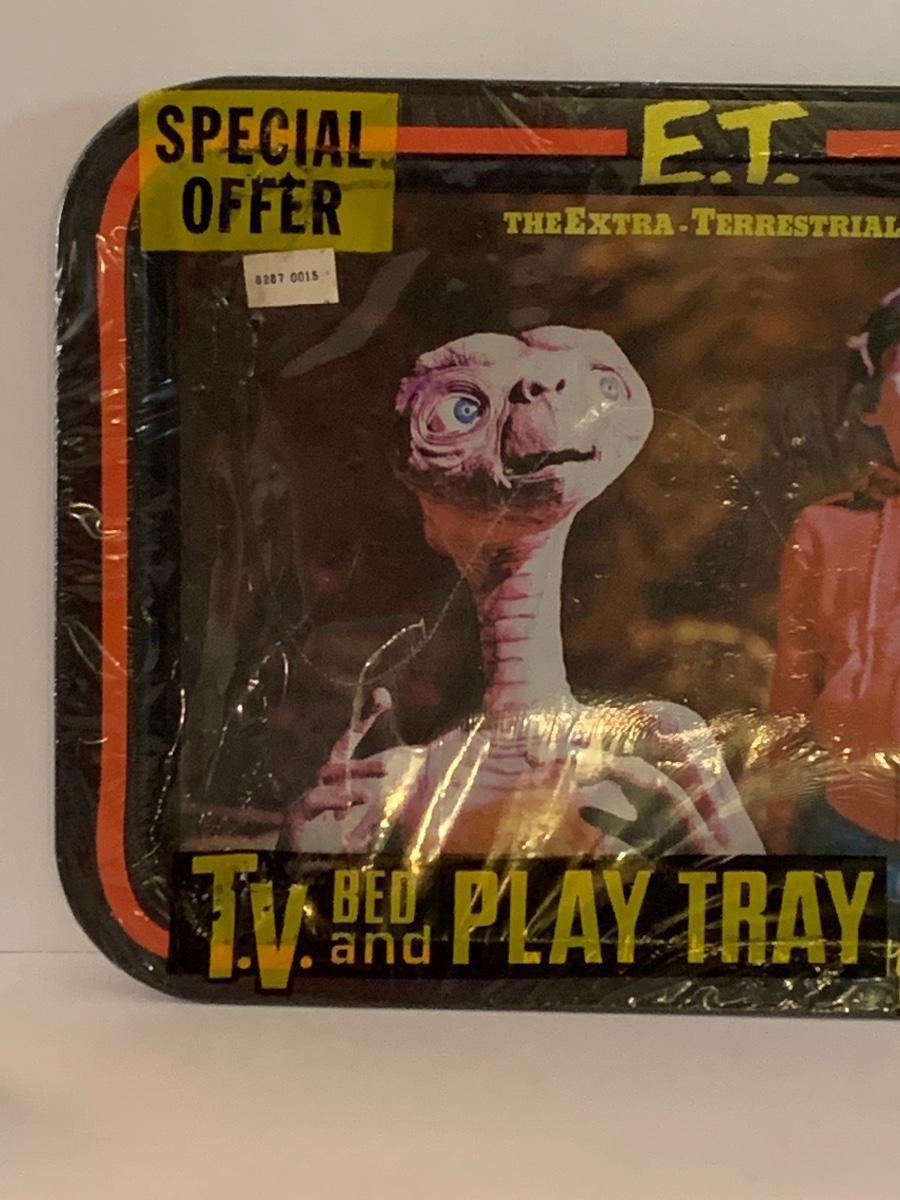 SPECIAL
OFFER
E.T.
THE EXTRA-TERRESTRIAL
8287 0015
T.V. BED and PLAY TRAY